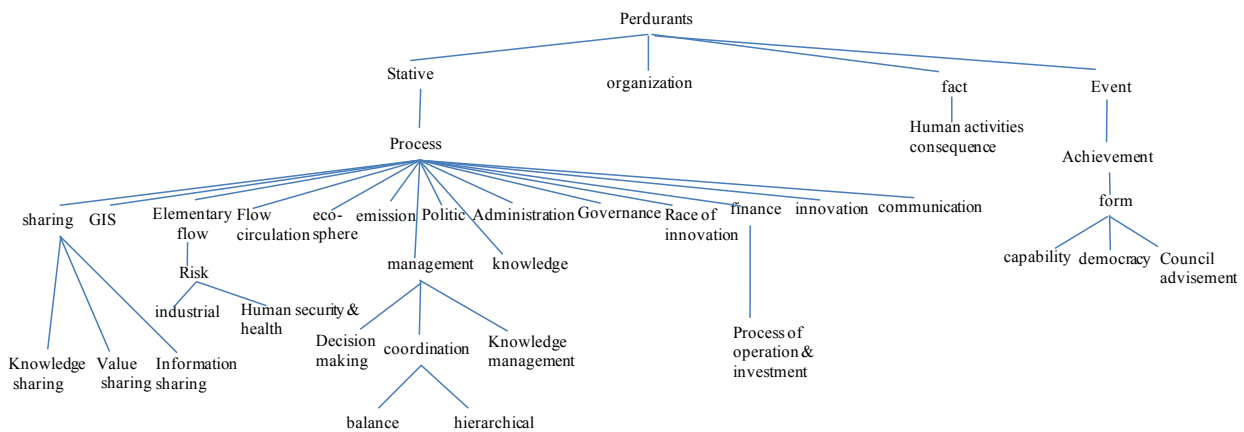 Perdurants
Stative
organization
fact
Event
Process
Human activities
consequence
Achievement
sharing
GIS
Elementary
flow
Flow
circulation
eco-
sphere
emission
Politic
Administration
Governance
Race of
innovation
finance
innovation
communication
form
management
knowledge
capability
democracy
Council
advisement
Risk
industrial
Human security &
health
Decision
making
coordination
Knowledge
management
Process of
operation &
investment
Knowledge
sharing
Value
sharing
Information
sharing
balance
hierarchical